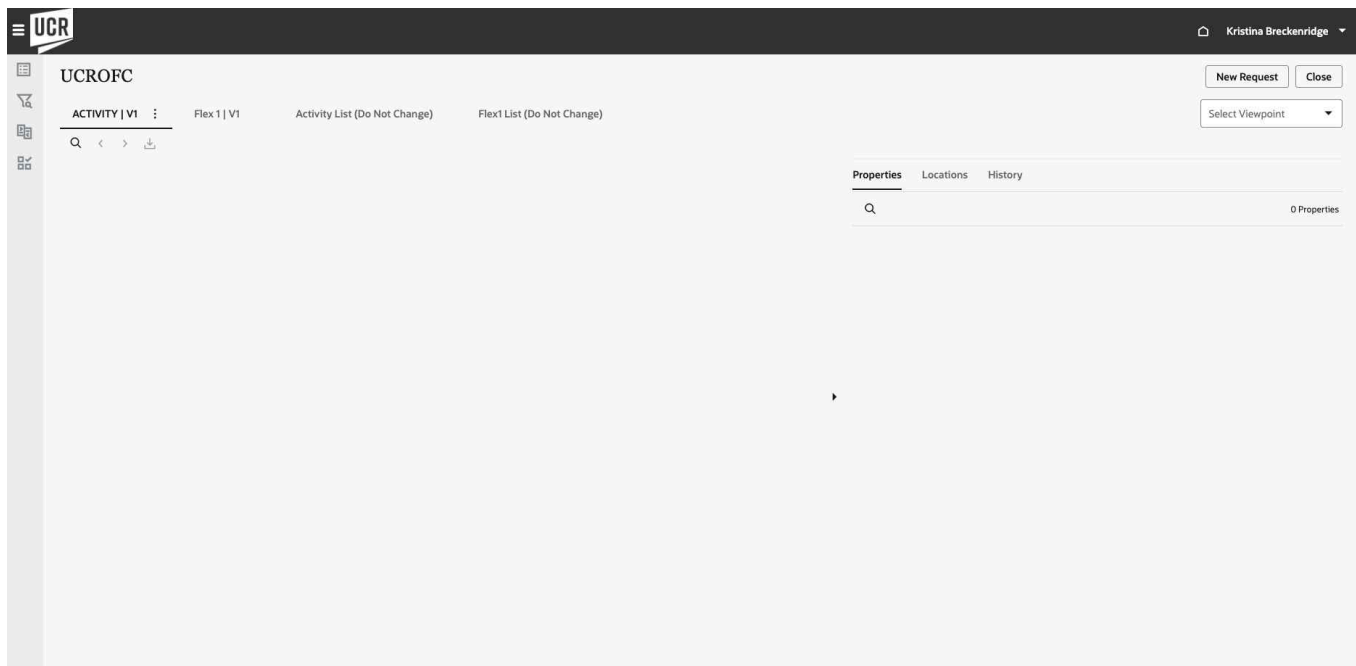 UCR
Kristina Breckenridge
UCROFC
New Request
Close
ACTIVITY | V1
Flex 1 | V1
Activity List (Do Not Change)
Flex1 List (Do Not Change)
Select Viewpoint
Properties
Locations
History
0 Properties